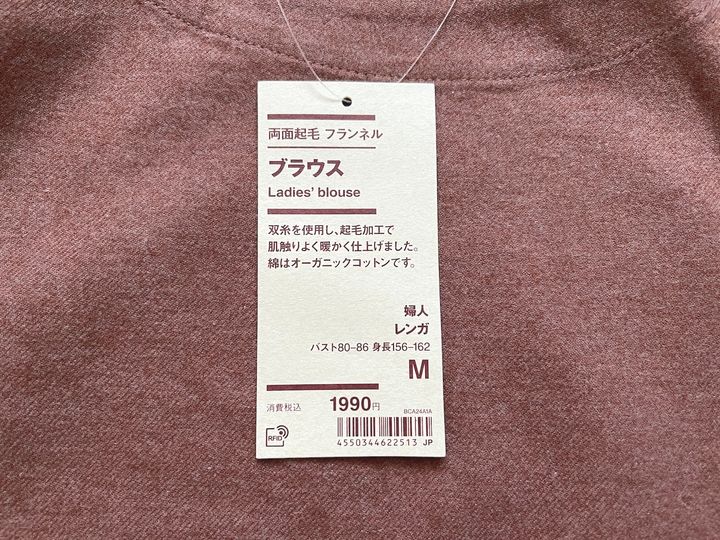 両面起毛 フランネル
ブラウス
Ladies' blouse
双糸を使用し、起毛加工で
肌触りよく暖かく仕上げました。
綿はオーガニックコットンです。
婦人
レンガ
バスト80-86 身長156-162
M
消費税込 1990円
BCA24A1A
RFID
4550344622513 JP